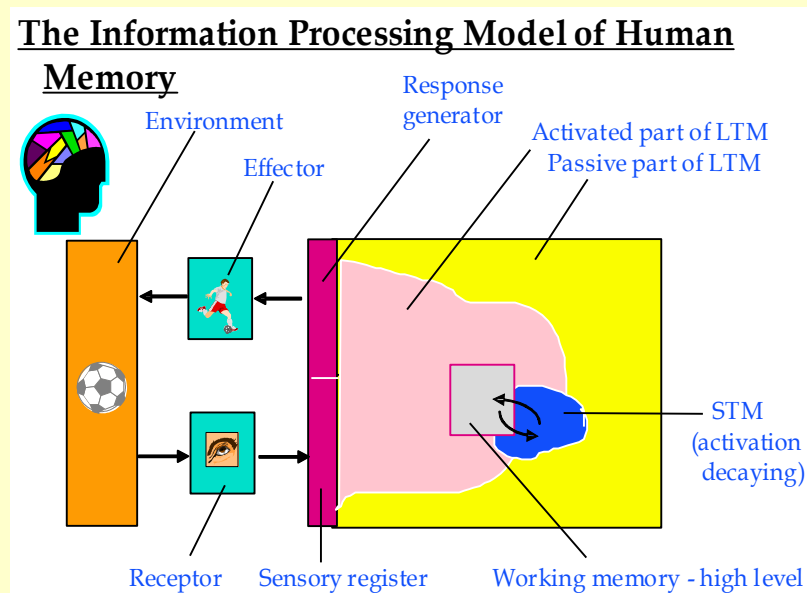 The Information Processing Model of Human
Memory
Environment
Effector
Response
generator
Activated part of LTM
Passive part of LTM
STM
(activation
decaying)
Receptor
Sensory register
Working memory - high level